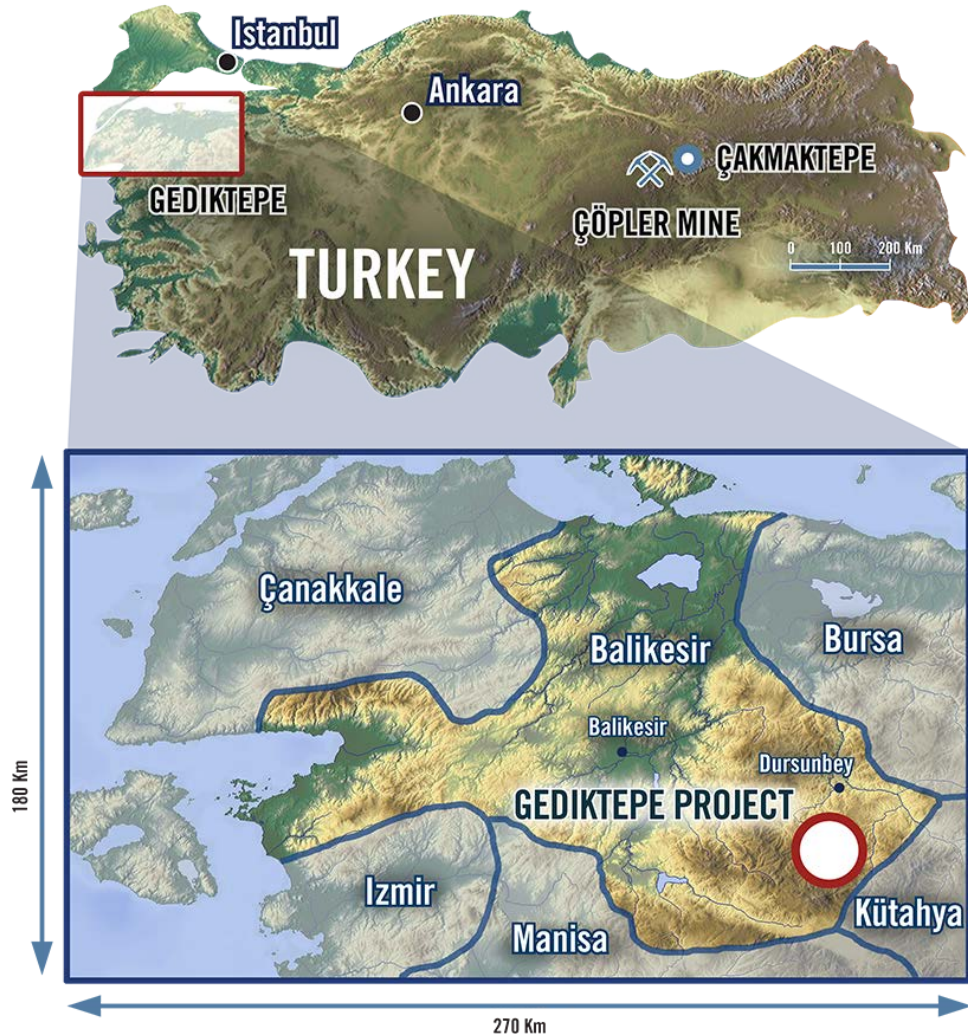 Istanbul
Ankara
ÇAKMAKTEPE
GEDIKTEPE
ÇÖPLER MINE
TURKEY
0 100 200 Km
Çanakkale
Balikesir
Bursa
Balikesir
Dursunbey
GEDIKTEPE PROJECT
180 Km
Izmir
Manisa
Kütahya
270 Km